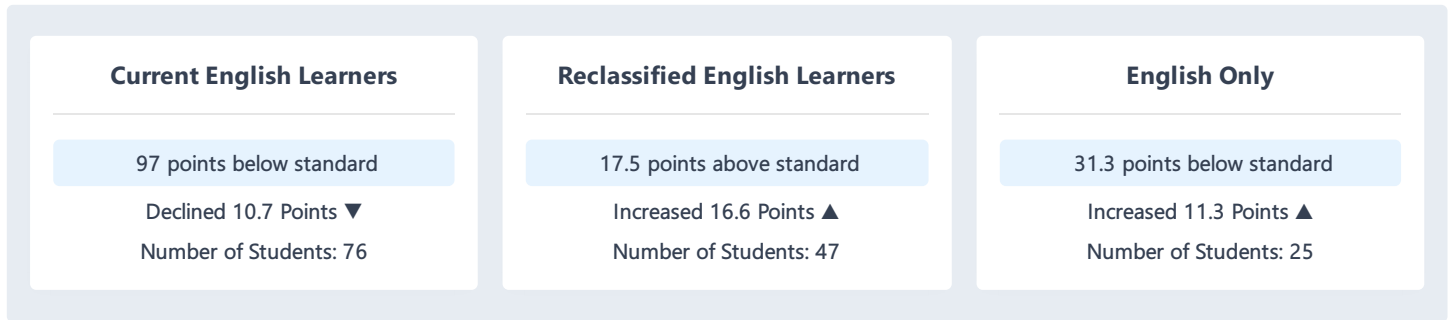 Current English Learners
97 points below standard
Declined 10.7 Points ▼
Number of Students: 76
Reclassified English Learners
17.5 points above standard
Increased 16.6 Points ▲
Number of Students: 47
English Only
31.3 points below standard
Increased 11.3 Points ▲
Number of Students: 25